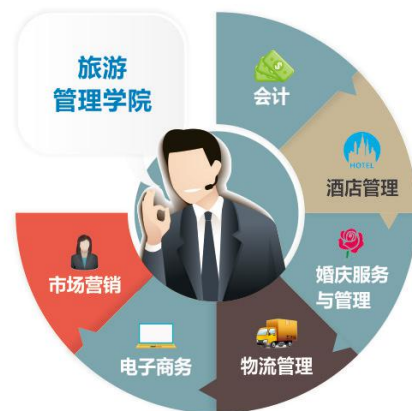 旅游
管理学院
会计
HOTEL
酒店管理
婚庆服务
与管理
物流管理
电子商务
市场营销